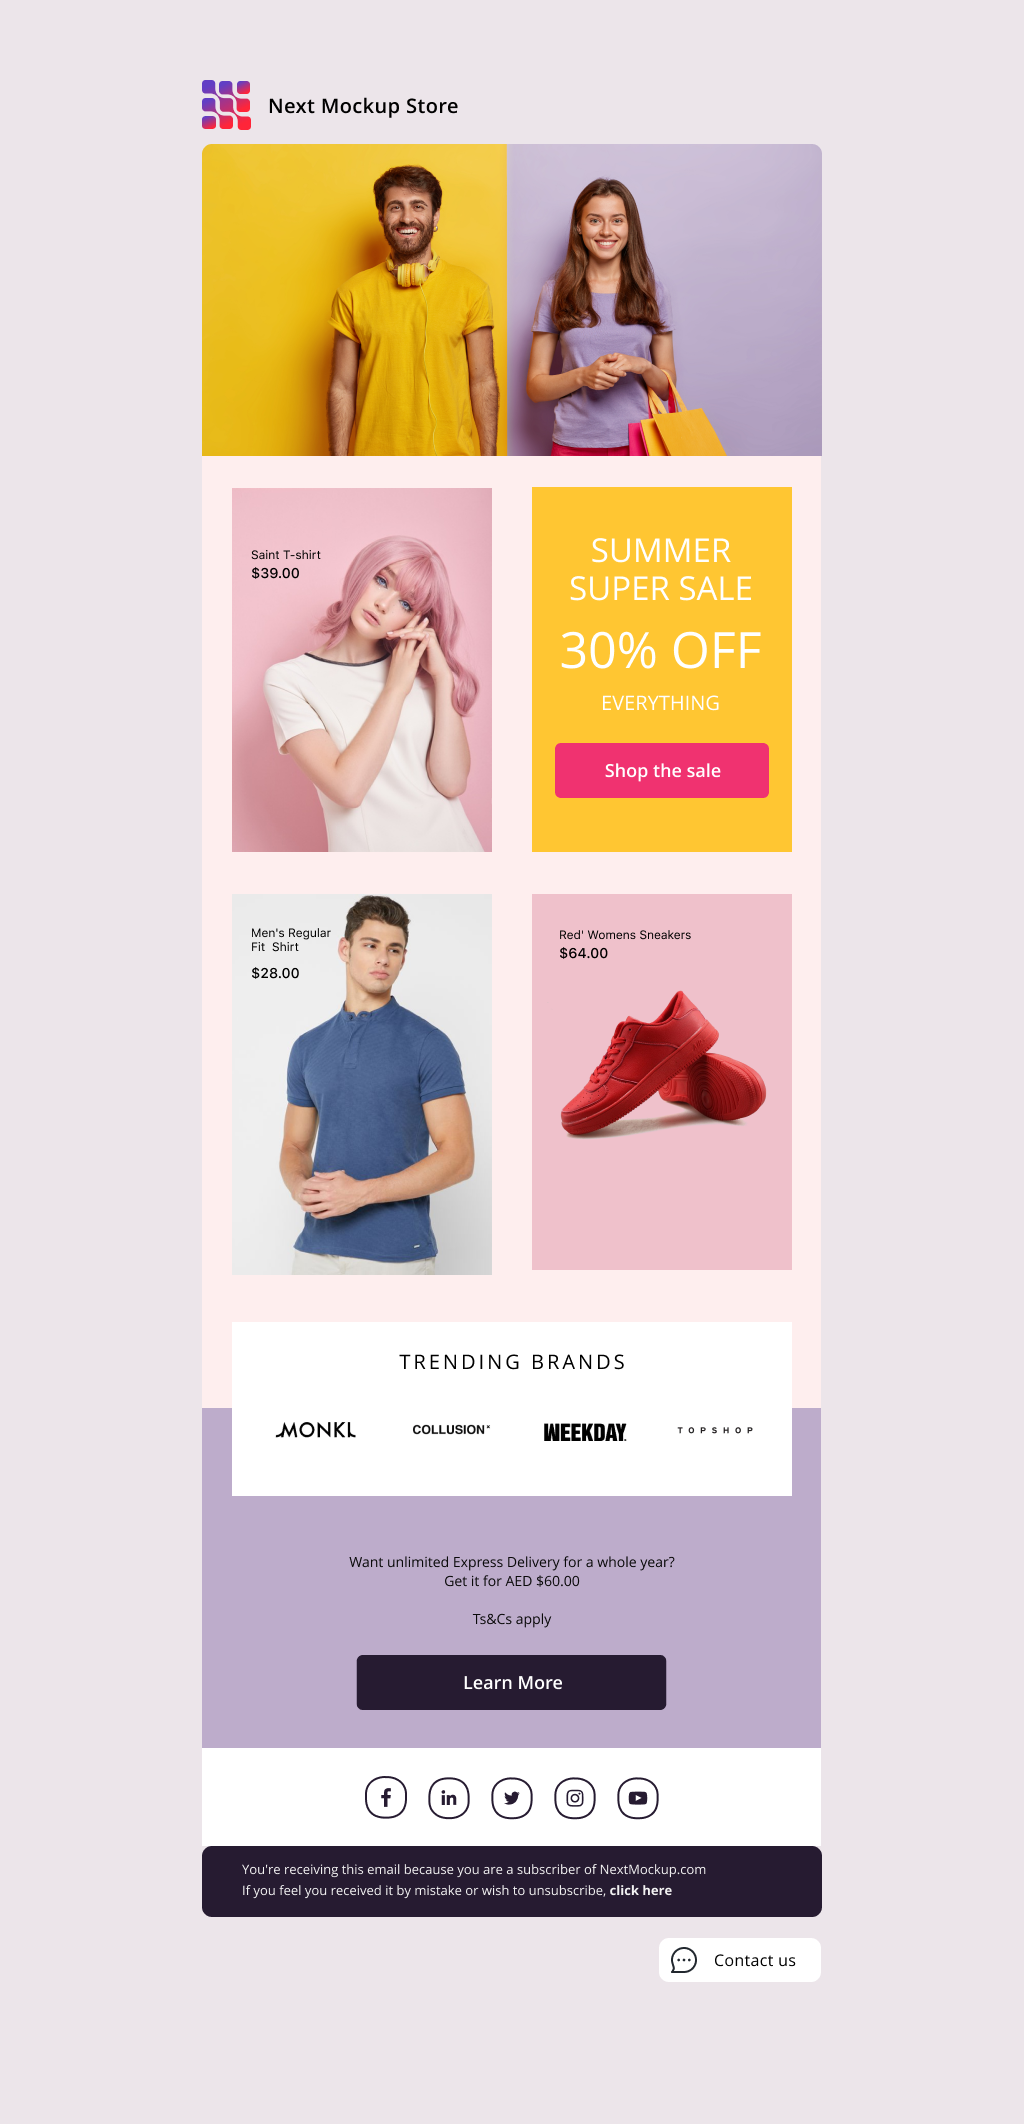 Next Mockup Store
Saint T-shirt
$39.00
SUMMER
SUPER SALE
30% OFF
EVERYTHING
Shop the sale
Men's Regular
Fit  Shirt
$28.00
Red' Womens Sneakers
$64.00
TRENDING BRANDS
MONKI
COLLUSION
WEEKDAY
TOPSHOP
Want unlimited Express Delivery for a whole year?
Get it for AED $60.00
Ts&Cs apply
Learn More
You're receiving this email because you are a subscriber of NextMockup.com
If you feel you received it by mistake or wish to unsubscribe, click here
Contact us